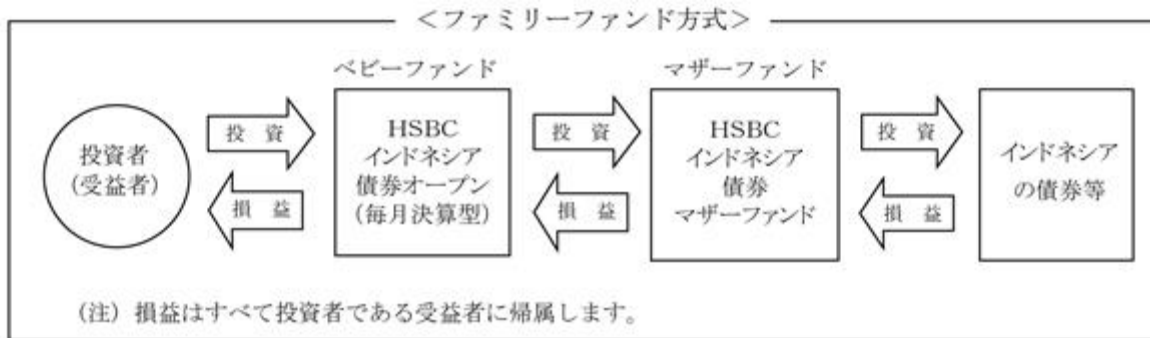 ＜ファミリーファンド方式＞
ベビーファンド
マザーファンド
投資者
（受益者）
投 資
損 益
HSBC
インドネシア
債券オープン
（毎月決算型）
投 資
損 益
HSBC
インドネシア
債券
マザーファンド
投 資
損 益
インドネシア
の債券等
（注）損益はすべて投資者である受益者に帰属します。